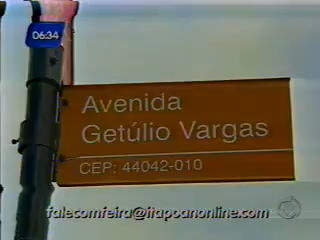 06:34
Avenida
Getúlio Vargas
CEP: 44042-010
falecomfeira@itapoanonline.com